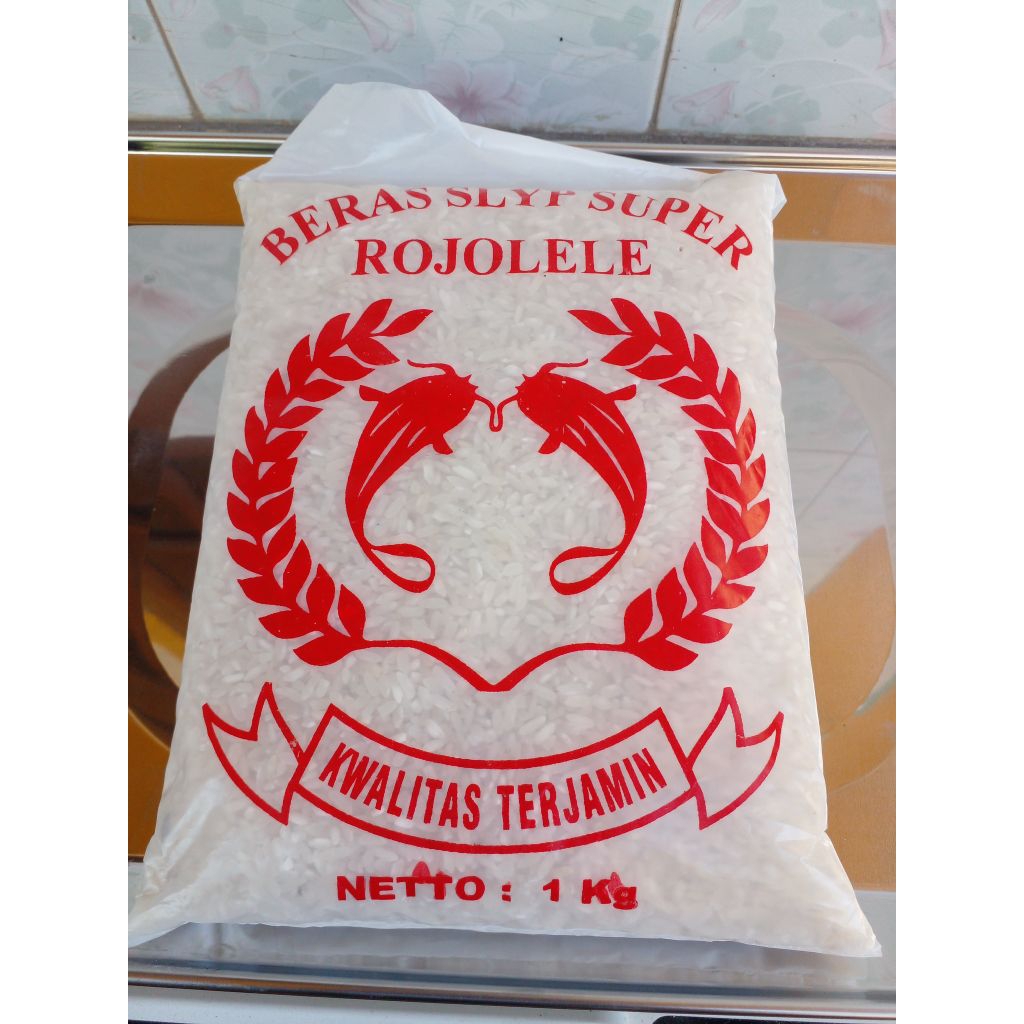 BERAS SLYP SUPER
ROJOLELE
KWALITAS TERJAMIN
NETTO : 1 Kg